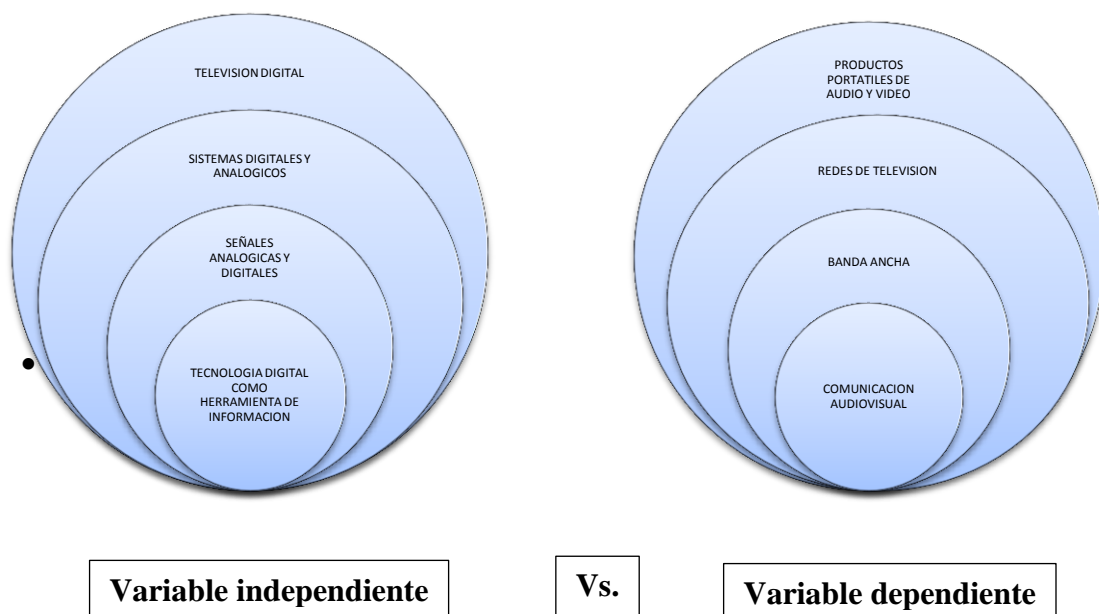 TELEVISION DIGITAL
SISTEMAS DIGITALES Y
ANALOGICOS
SEÑALES
ANALOGICAS Y
DIGITALES
TECNOLOGIA DIGITAL
COMO
HERRAMIENTA DE
INFORMACION
PRODUCTOS
PORTATILES DE
AUDIO Y VIDEO
REDES DE TELEVISION
BANDA ANCHA
COMUNICACION
AUDIOVISUAL
Variable independiente
Vs.
Variable dependiente